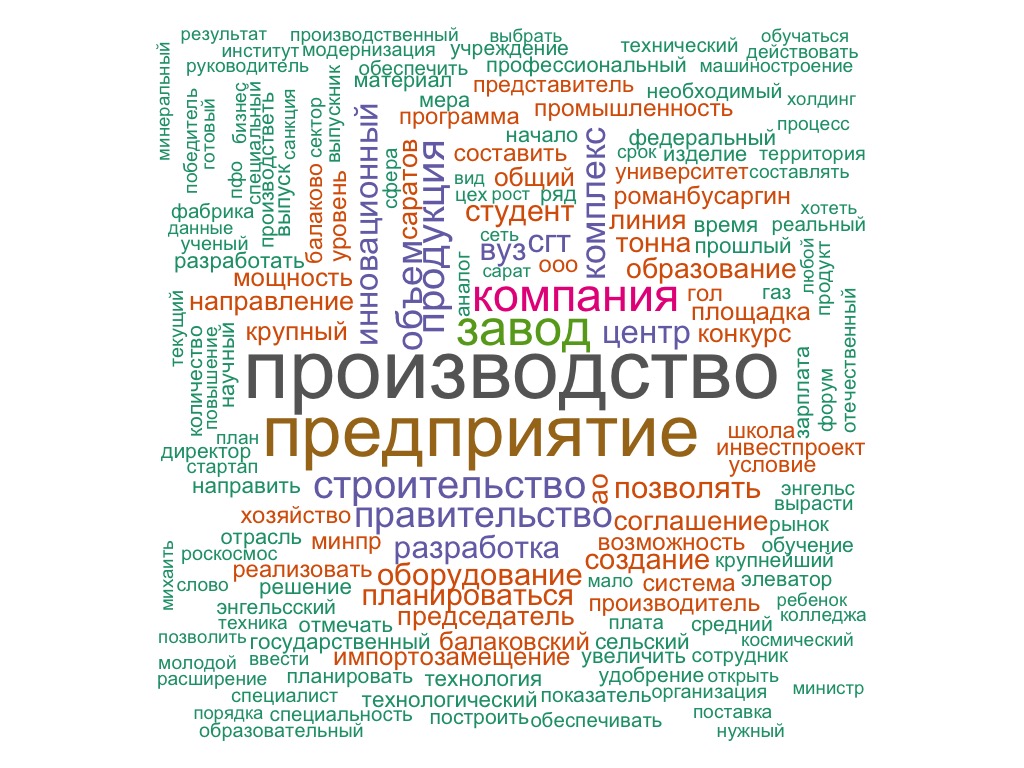 результат производственный выбрать обучаться
институт модернизация учреждение технический действовать
руководитель обеспечить профессиональный машиностроение
минеральный
материал представитель необходимый холдинг
победитель готовый пфо бизнес специальный производстветь выпуск санкция сектор выпускник
мера программа промышленность процесс
начало федеральный
инновационный сфера саратов объем продукция комплекс
составить срок изделие территория
вид общий университет составлять
балаково уровень
цех рост ряд романбусаргин
фабрика студент хотеть
данные линия время реальный
ученый сеть вуз сгт тонна прошлый любой продукт
разработать сарат ооо образование
аналог
мощность компания гол газ
направление площадка
текущий количество повышение научный
крупный завод центр конкурс
отечественный зарплата форум
производство
предприятие
план школа
директор инвестпроект
стартап условие
направить строительство ао позволять энгельс
вырасти
хозяйство правительство соглашение рынок
отрасль минпр разработка возможность обучение
роскосмос создание крупнейший
михаить
реализовать оборудование мало система элеватор
слово решение планироваться производитель ребенок
энгельсский председатель колледжа
техника отмечать плата средний
позволить государственный балаковский сельский космический
молодой ввести импортозамещение увеличить сотрудник
расширение планировать технология удобрение открыть
специалист технологический показатель организация министр
порядка специальность построить обеспечивать поставка
образовательный нужный